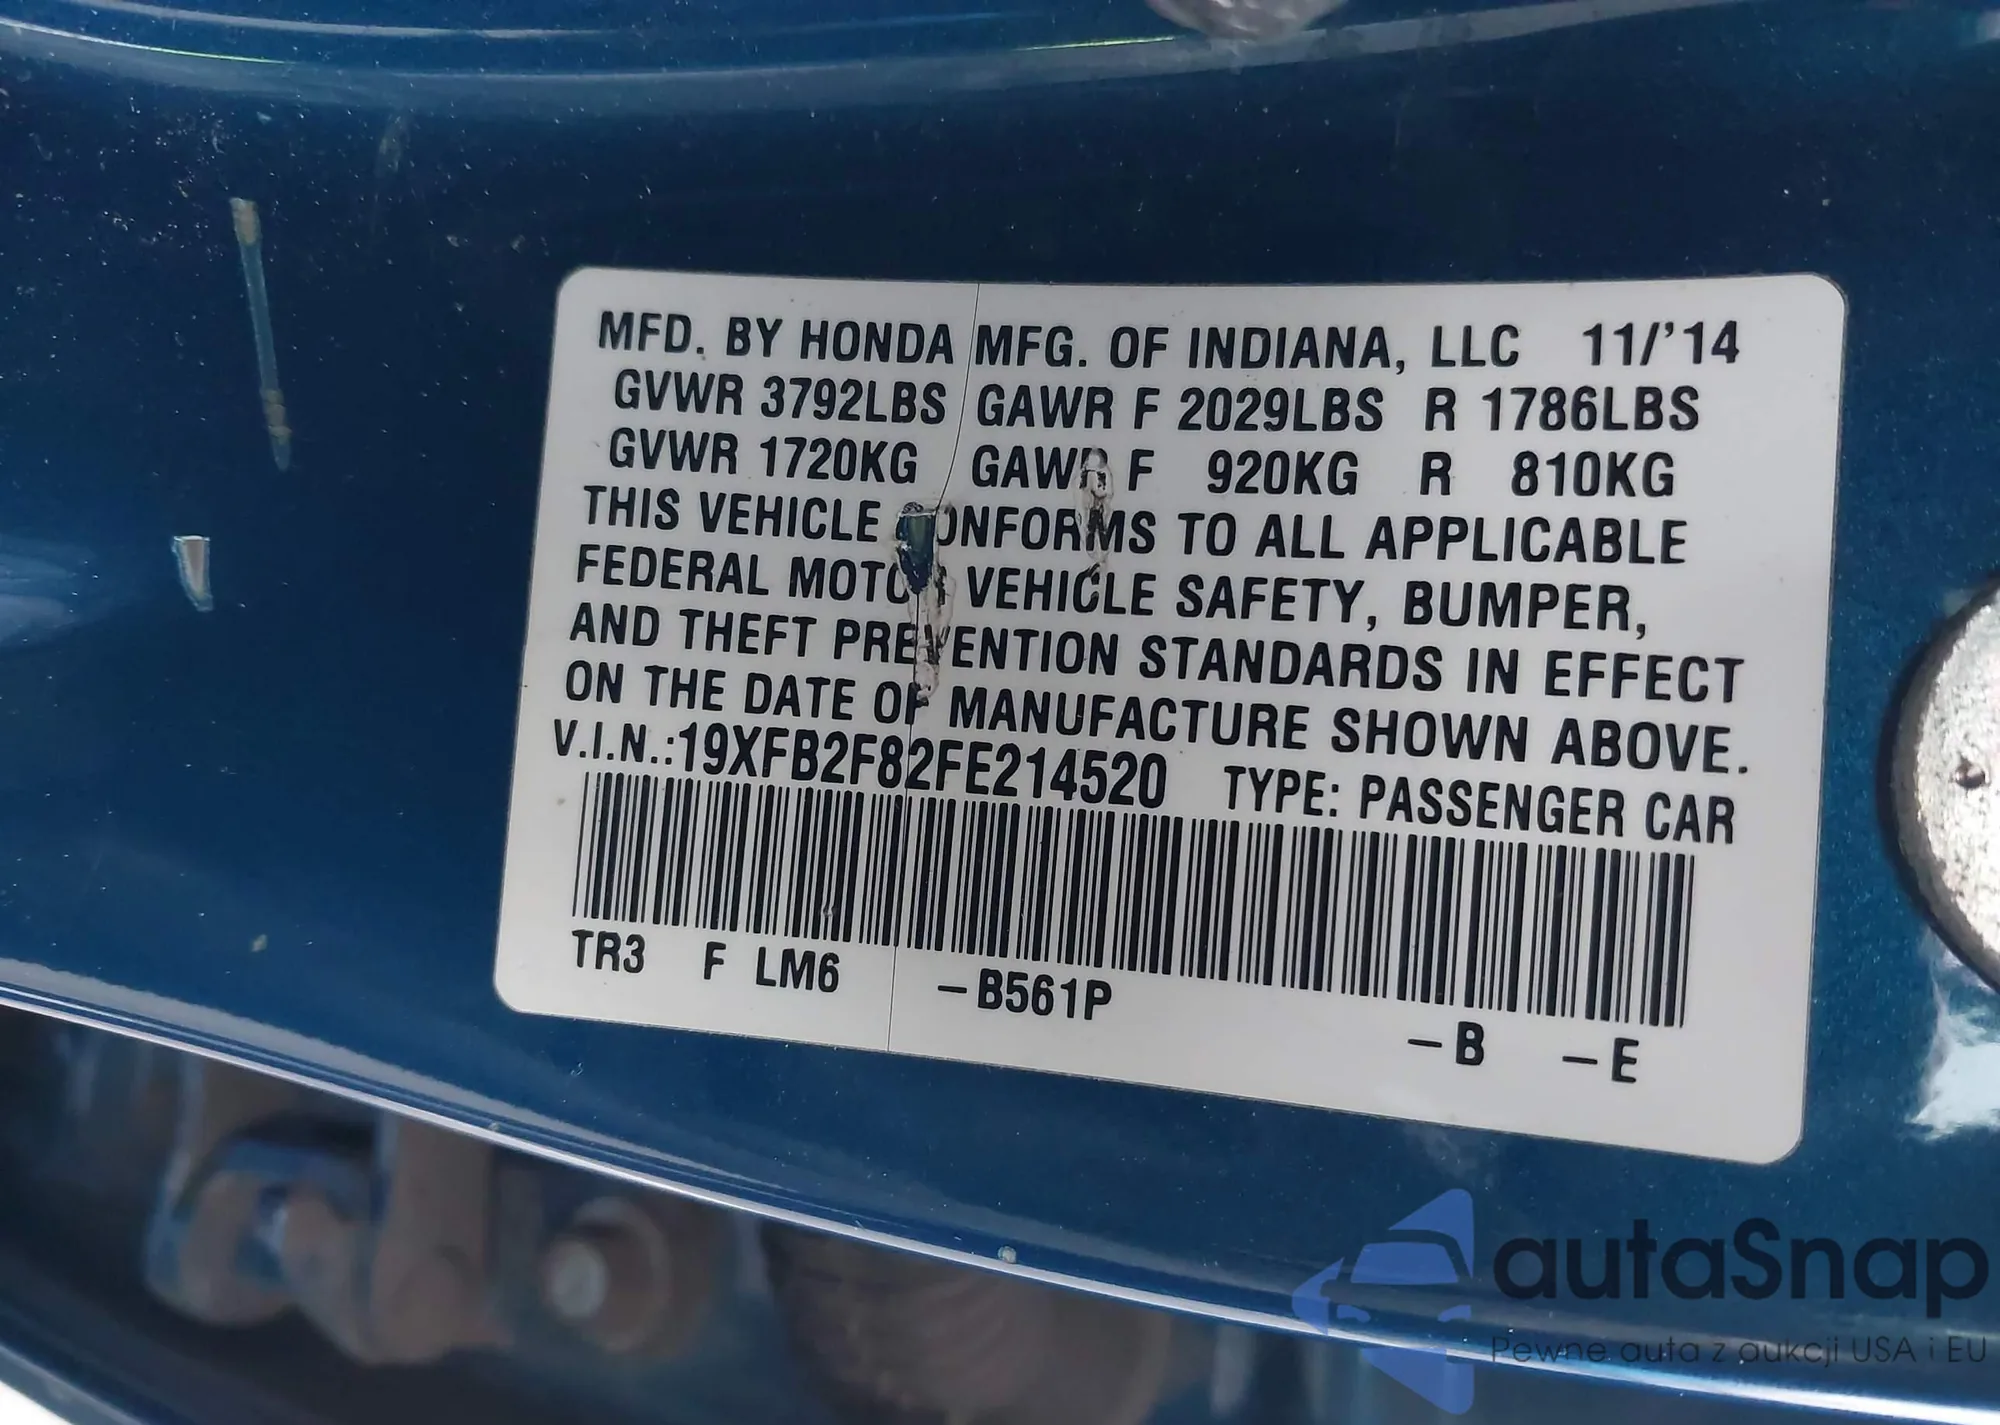 MFD. BY HONDA MFG. OF INDIANA, LLC 11/'14
GVWR 3792LBS GAWR F 2029LBS R 1786LBS
GVWR 1720KG GAWR F 920KG R 810KG
THIS VEHICLE CONFORMS TO ALL APPLICABLE
FEDERAL MOTOR VEHICLE SAFETY, BUMPER,
AND THEFT PREVENTION STANDARDS IN EFFECT
ON THE DATE OF MANUFACTURE SHOWN ABOVE.
V.I.N.:19XFB2F82FE214520 TYPE: PASSENGER CAR
TR3 F LM6 -B561P -B -E
autaSnap
Pewne auta z aukcji USA i EU